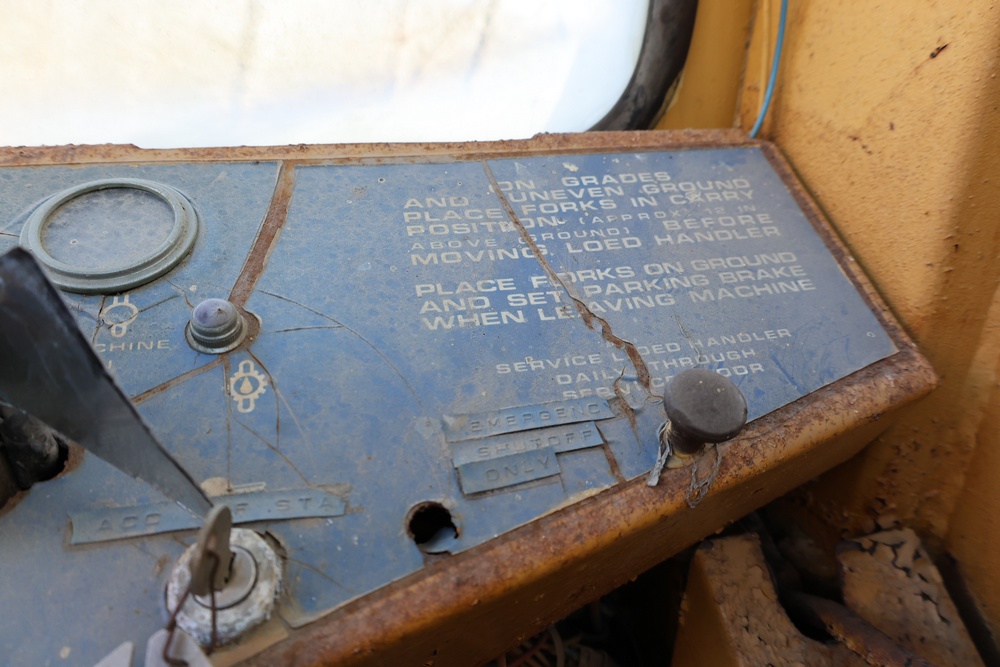 ON GRADES
AND UNEVEN GROUND
PLACE FORKS IN CARRY
POSITION (APPROX. IN
ABOVE GROUND) BEFORE
MOVING LOED HANDLER
PLACE FORKS ON GROUND
AND SET PARKING BRAKE
WHEN LEAVING MACHINE
SERVICE LOED HANDLER
DAILY THROUGH
SERVICE DOOR
EMERGENC
SHUTOFF
ONLY
CHINE
ACC STA